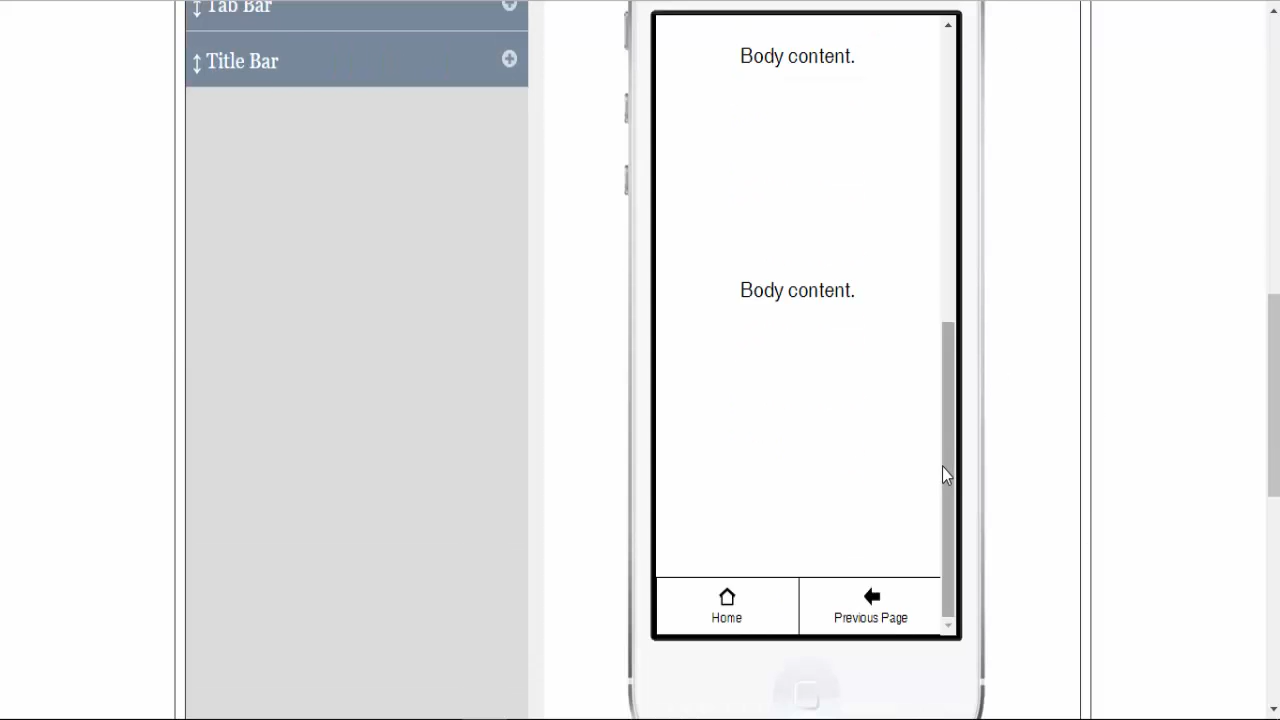 Tab Bar
Title Bar
Body content.
Body content.
Home
Previous Page